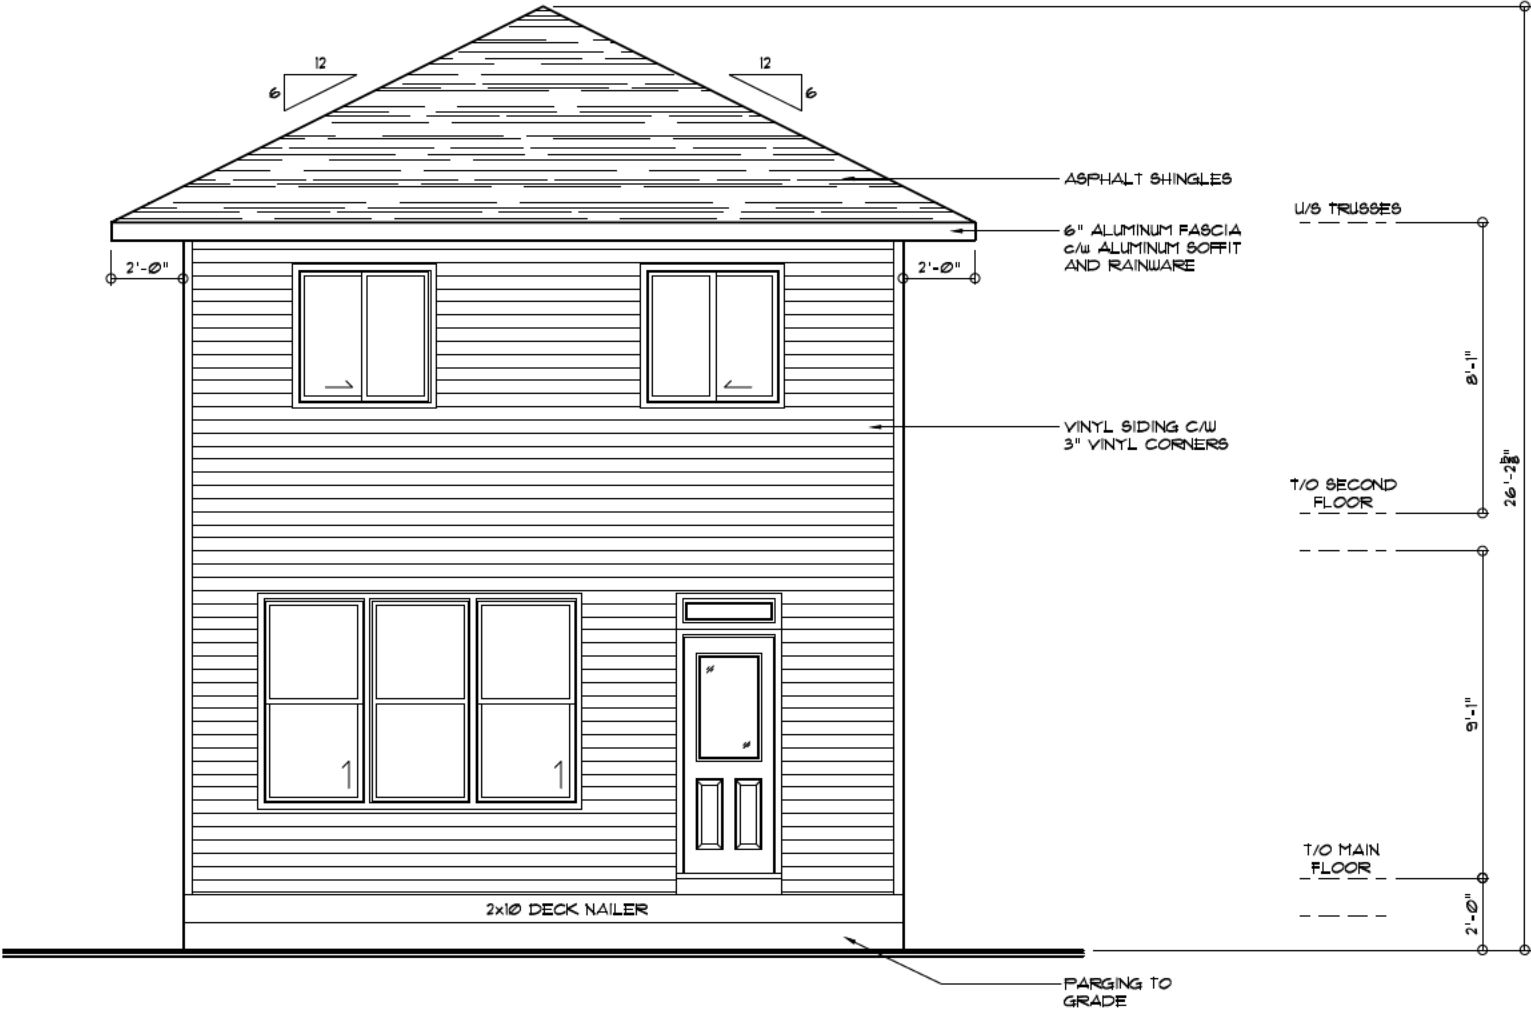 12
6
12
6
ASPHALT SHINGLES
U/S TRUSSES
6" ALUMINUM FASCIA
c/w ALUMINUM SOFFIT
AND RAINWARE
2'-0"
2'-0"
8'-1"
VINYL SIDING C/W
3" VINYL CORNERS
T/O SECOND
FLOOR
9'-1"
T/O MAIN
FLOOR
2x10 DECK NAILER
2'-0"
PARGING TO
GRADE